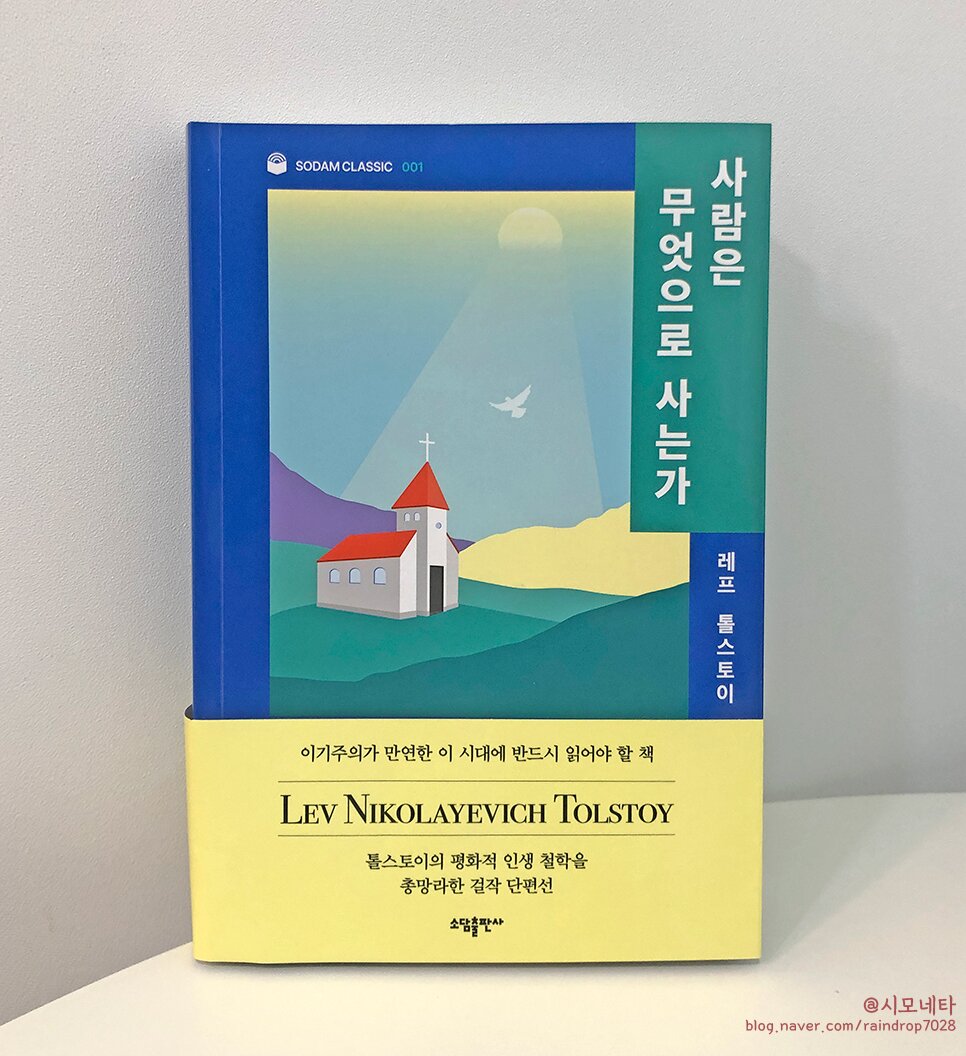 SODAM CLASSIC 001
사람은
무엇으로 사는가
레프 톨스토이
이기주의가 만연한 이 시대에 반드시 읽어야 할 책
LEV NIKOLAYEVICH TOLSTOY
톨스토이의 평화적 인생 철학을
총망라한 걸작 단편선
소담출판사
@시모네타
blog.naver.com/raindrop7028